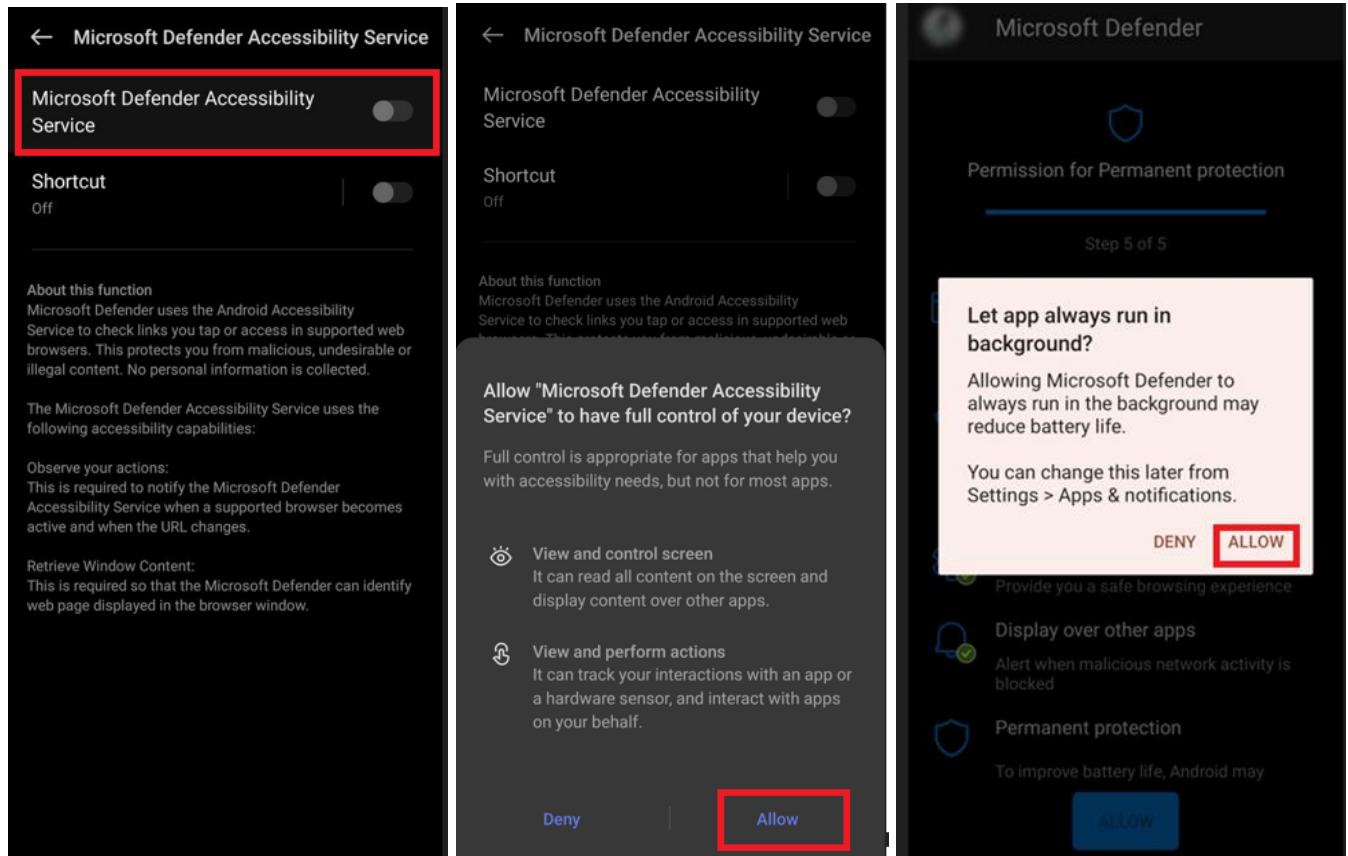 Microsoft Defender Accessibility Service
Microsoft Defender Accessibility
Service
Shortcut
Off
About this function
Microsoft Defender uses the Android Accessibility
Service to check links you tap or access in supported web
browsers. This protects you from malicious, undesirable or
illegal content. No personal information is collected.
The Microsoft Defender Accessibility Service uses the
following accessibility capabilities:
Observe your actions:
This is required to notify the Microsoft Defender
Accessibility Service when a supported browser becomes
active and when the URL changes.
Retrieve Window Content:
This is required so that the Microsoft Defender can identify
web page displayed in the browser window.
Microsoft Defender Accessibility Service
Microsoft Defender Accessibility
Service
Shortcut
Off
About this function
Microsoft Defender uses the Android Accessibility
Service to check links you tap or access in supported web
Allow "Microsoft Defender Accessibility
Service" to have full control of your device?
Full control is appropriate for apps that help you
with accessibility needs, but not for most apps.
View and control screen
It can read all content on the screen and
display content over other apps.
View and perform actions
It can track your interactions with an app or
a hardware sensor, and interact with apps
on your behalf.
Deny
Allow
Microsoft Defender
Permission for Permanent protection
Step 5 of 5
Let app always run in
background?
Allowing Microsoft Defender to
always run in the background may
reduce battery life.
You can change this later from
Settings > Apps & notifications.
DENY
ALLOW
Provide you a safe browsing experience
Display over other apps
Alert when malicious network activity is
blocked
Permanent protection
To improve battery life, Android may
ALLOW